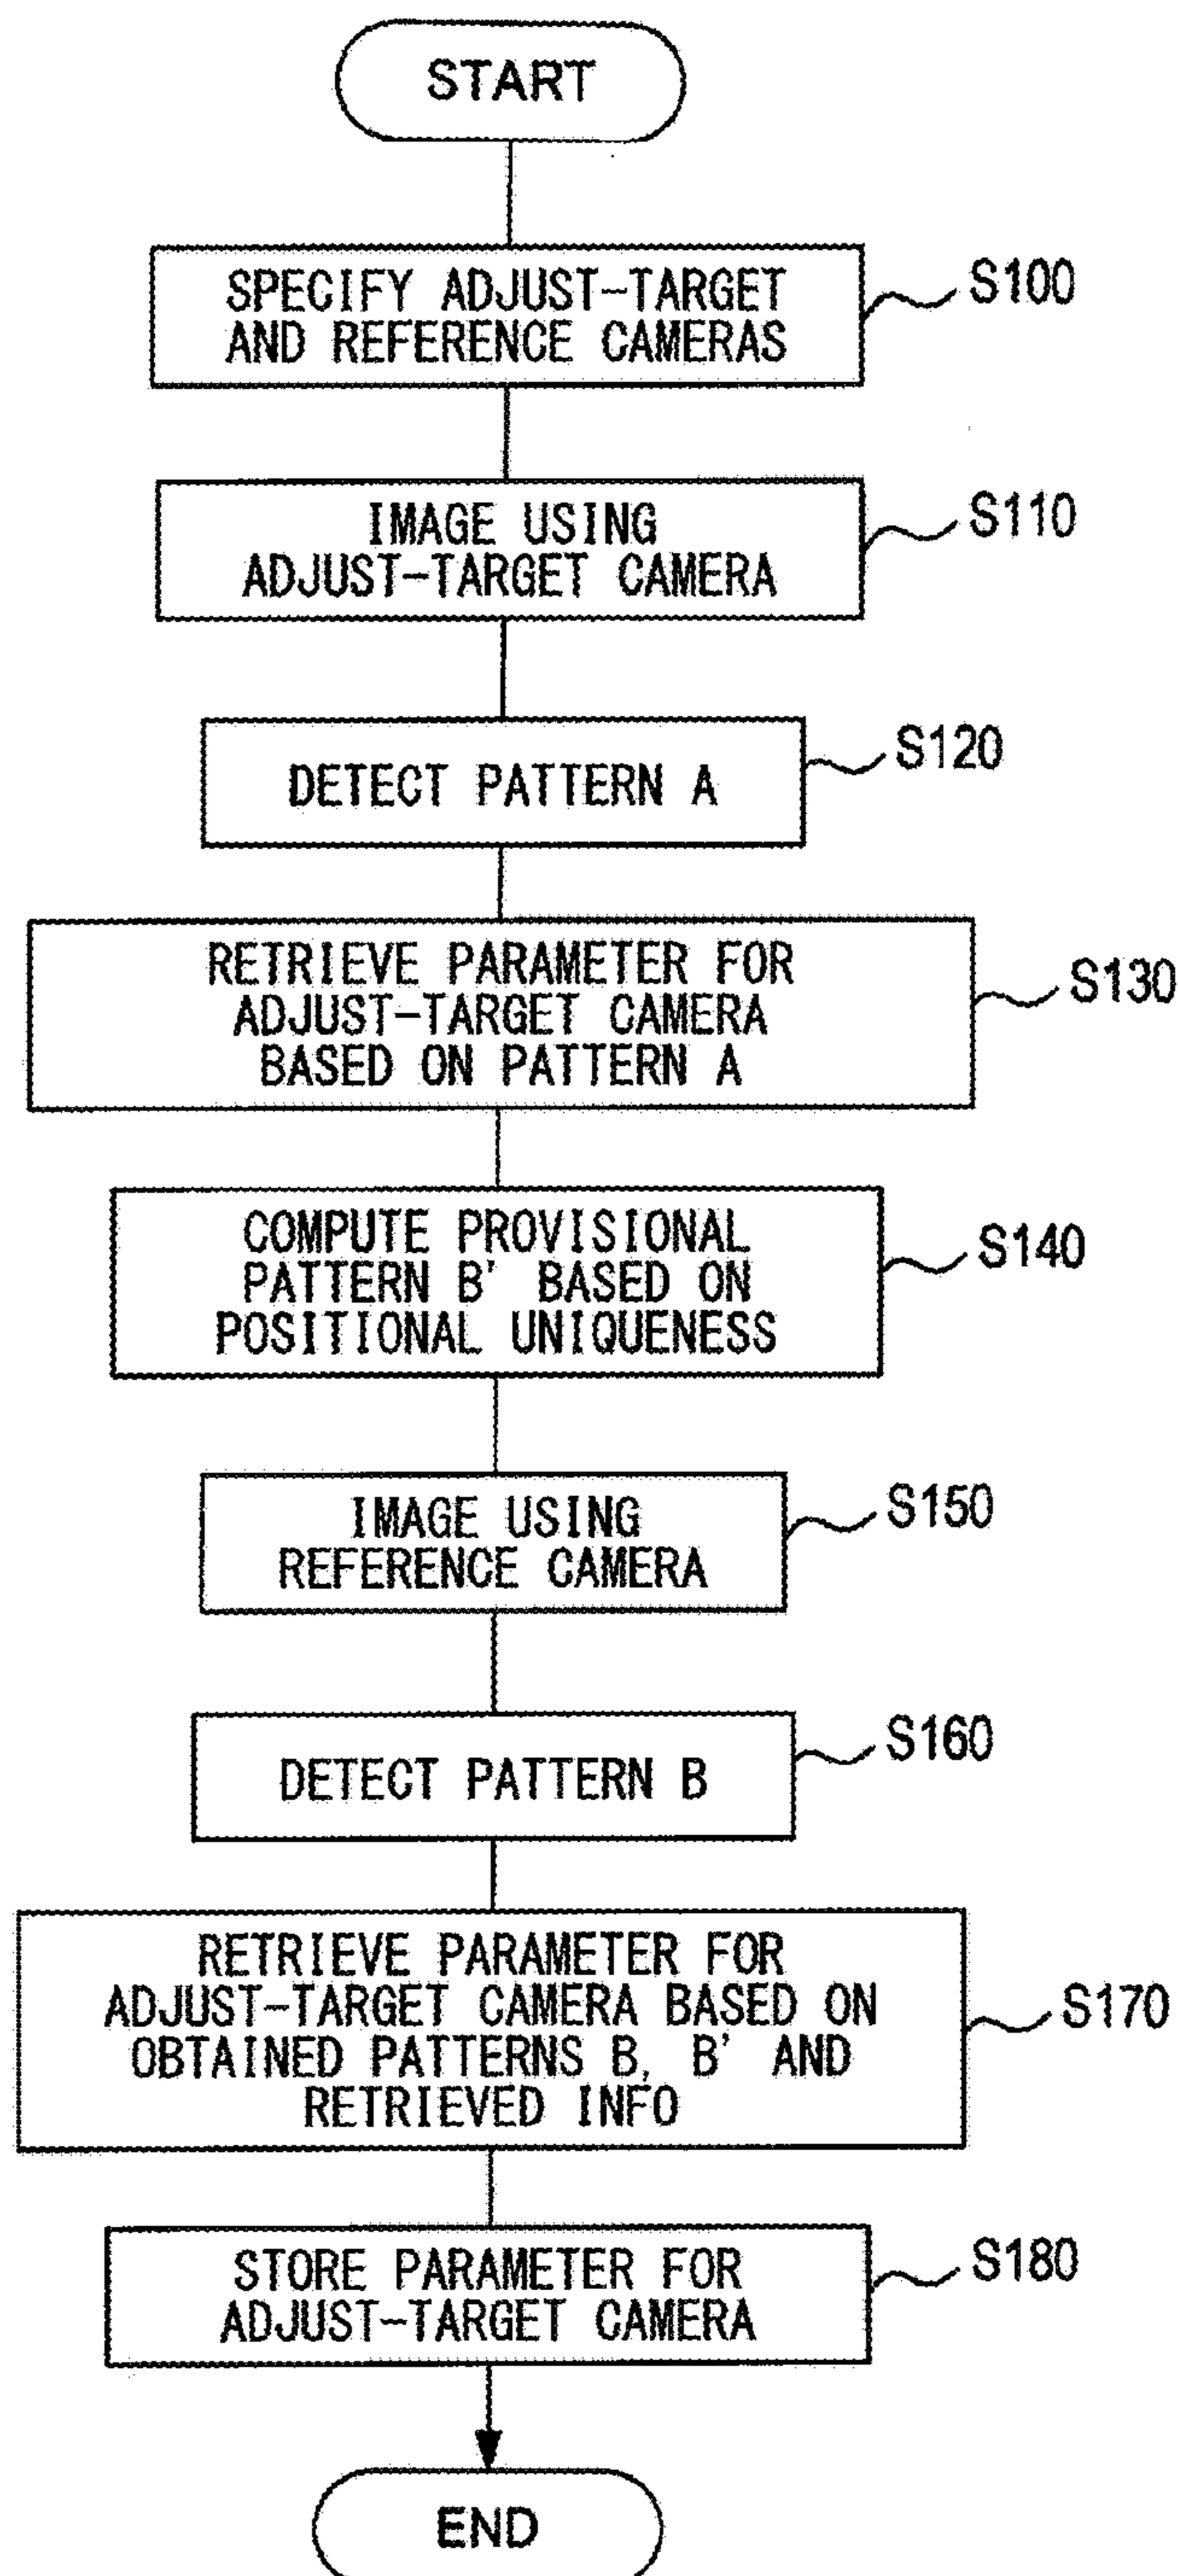 START
SPECIFY ADJUST-TARGET
AND REFERENCE CAMERAS
S100
IMAGE USING
ADJUST-TARGET CAMERA
S110
DETECT PATTERN A
S120
RETRIEVE PARAMETER FOR
ADJUST-TARGET CAMERA
BASED ON PATTERN A
S130
COMPUTE PROVISIONAL
PATTERN B' BASED ON
POSITIONAL UNIQUENESS
S140
IMAGE USING
REFERENCE CAMERA
S150
DETECT PATTERN B
S160
RETRIEVE PARAMETER FOR
ADJUST-TARGET CAMERA BASED ON
OBTAINED PATTERNS B, B' AND
RETRIEVED INFO
S170
STORE PARAMETER FOR
ADJUST-TARGET CAMERA
S180
END